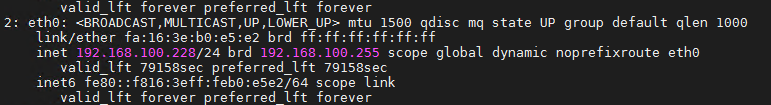 valid_lft forever preferred_lft forever
2: eth0: <BROADCAST,MULTICAST,UP,LOWER_UP> mtu 1500 qdisc mq state UP group default qlen 1000
link/ether fa:16:3e:b0:e5:e2 brd ff:ff:ff:ff:ff:ff
inet 192.168.100.228/24 brd 192.168.100.255 scope global dynamic noprefixroute eth0
valid_lft 79158sec preferred_lft 79158sec
inet6 fe80::f816:3eff:feb0:e5e2/64 scope link
valid_lft forever preferred_lft forever